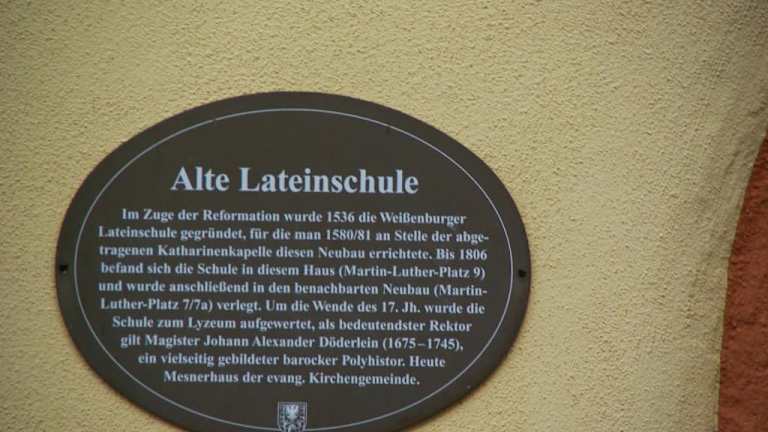 Alte Lateinschule
Im Zuge der Reformation wurde 1536 die Weißenburger
Lateinschule gegründet, für die man 1580/81 an Stelle der abge-
tragenen Katharinenkapelle diesen Neubau errichtete. Bis 1806
befand sich die Schule in diesem Haus (Martin-Luther-Platz 9)
und wurde anschließend in den benachbarten Neubau (Martin-
Luther-Platz 7/7a) verlegt. Um die Wende des 17. Jh. wurde die
Schule zum Lyzeum aufgewertet, als bedeutendster Rektor
gilt Magister Johann Alexander Döderlein (1675–1745),
ein vielseitig gebildeter barocker Polyhistor. Heute
Mesnerhaus der evang. Kirchengemeinde.